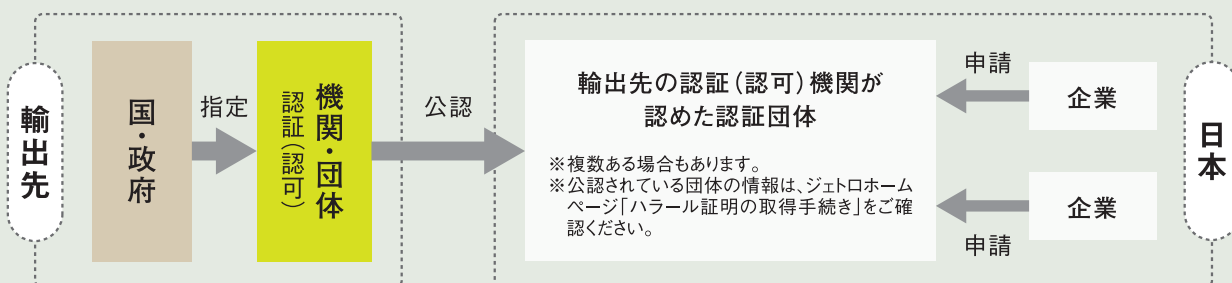 輸出先
国・政府
指定
機関・団体
認証(認可)
公認
輸出先の認証(認可)機関が
認めた認証団体
※複数ある場合もあります。
※公認されている団体の情報は、ジェトロホーム
ページ「ハラール証明の取得手続き」をご確
認ください。
申請
企業
申請
企業
日本